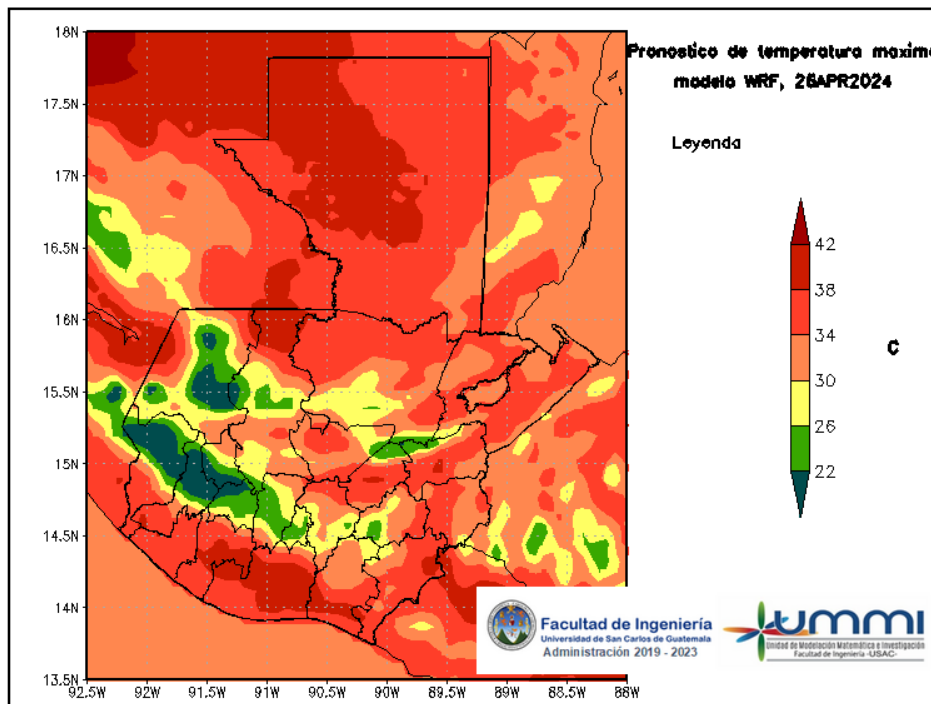 Pronostico de temperatura maxim
modelo WRF, 26APR2024
Leyenda
18N
17.5N
17N
16.5N
16N
15.5N
15N
14.5N
14N
13.5N
92.5W 92W 91.5W 91W 90.5W 90W 89.5W 89W 88.5W 88W
42
38
34
30
26
22
C
Facultad de Ingeniería
Universidad de San Carlos de Guatemala
Administración 2019 - 2023
UMMI
Unidad de Modelación Matemática e Investigación
Facultad de Ingeniería -USAC-